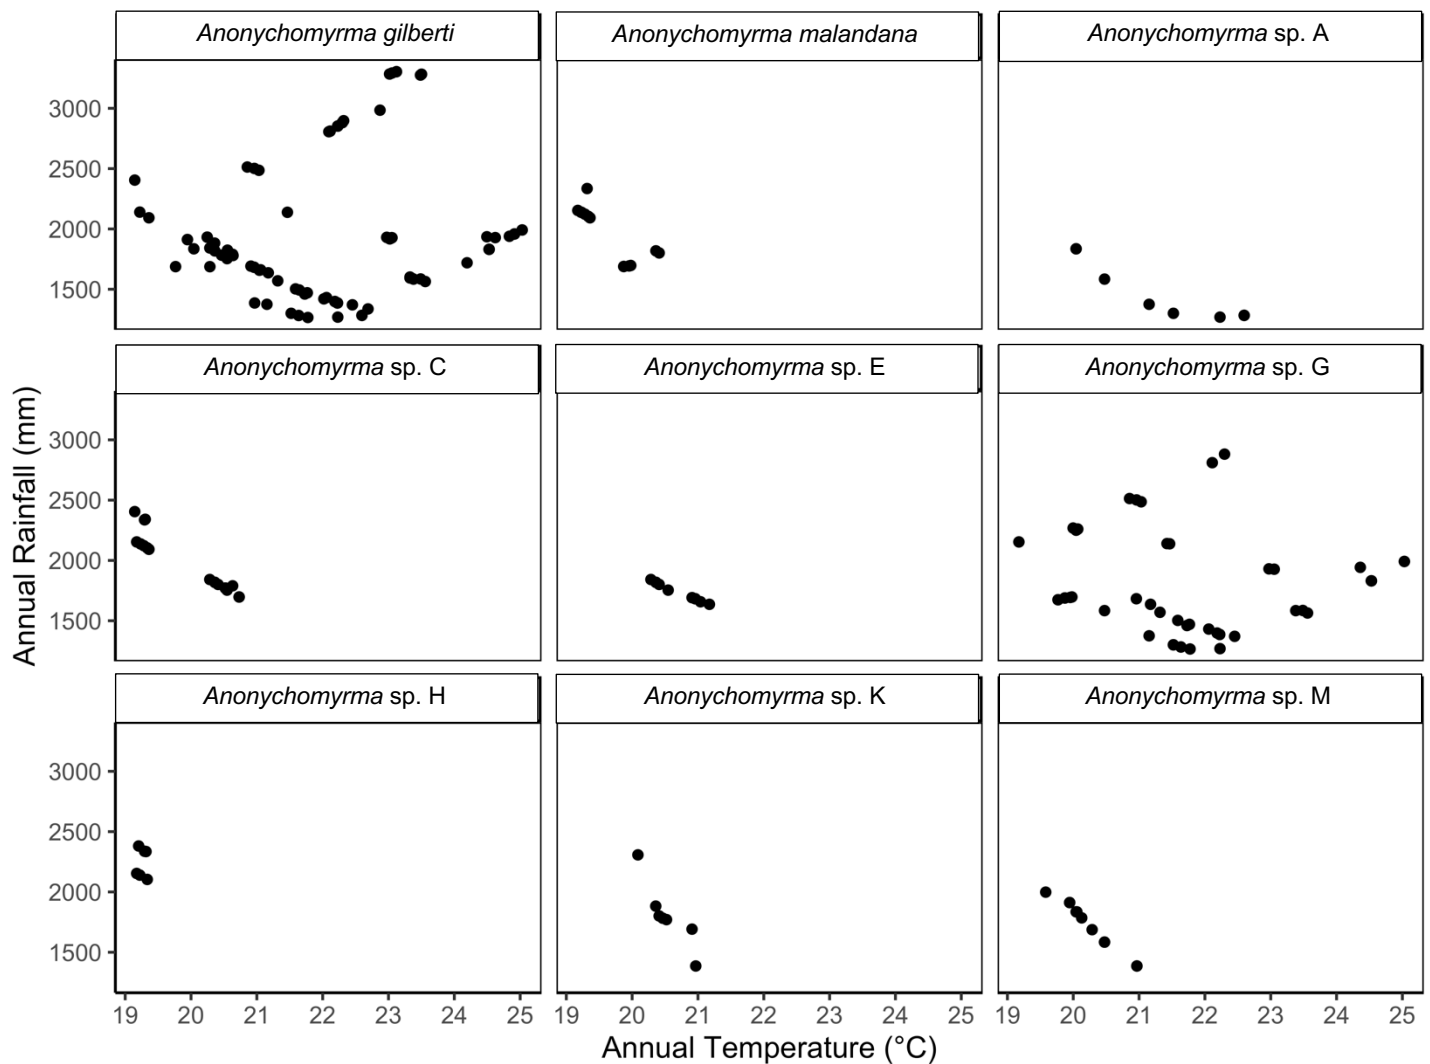 Anonychomyrma gilberti
Anonychomyrma malandana
Anonychomyrma sp. A
3000
2500
2000
1500
Anonychomyrma sp. C
Anonychomyrma sp. E
Anonychomyrma sp. G
Annual Rainfall (mm)
3000
2500
2000
1500
Anonychomyrma sp. H
Anonychomyrma sp. K
Anonychomyrma sp. M
3000
2500
2000
1500
19 20 21 22 23 24 25
19 20 21 22 23 24 25
19 20 21 22 23 24 25
Annual Temperature (°C)